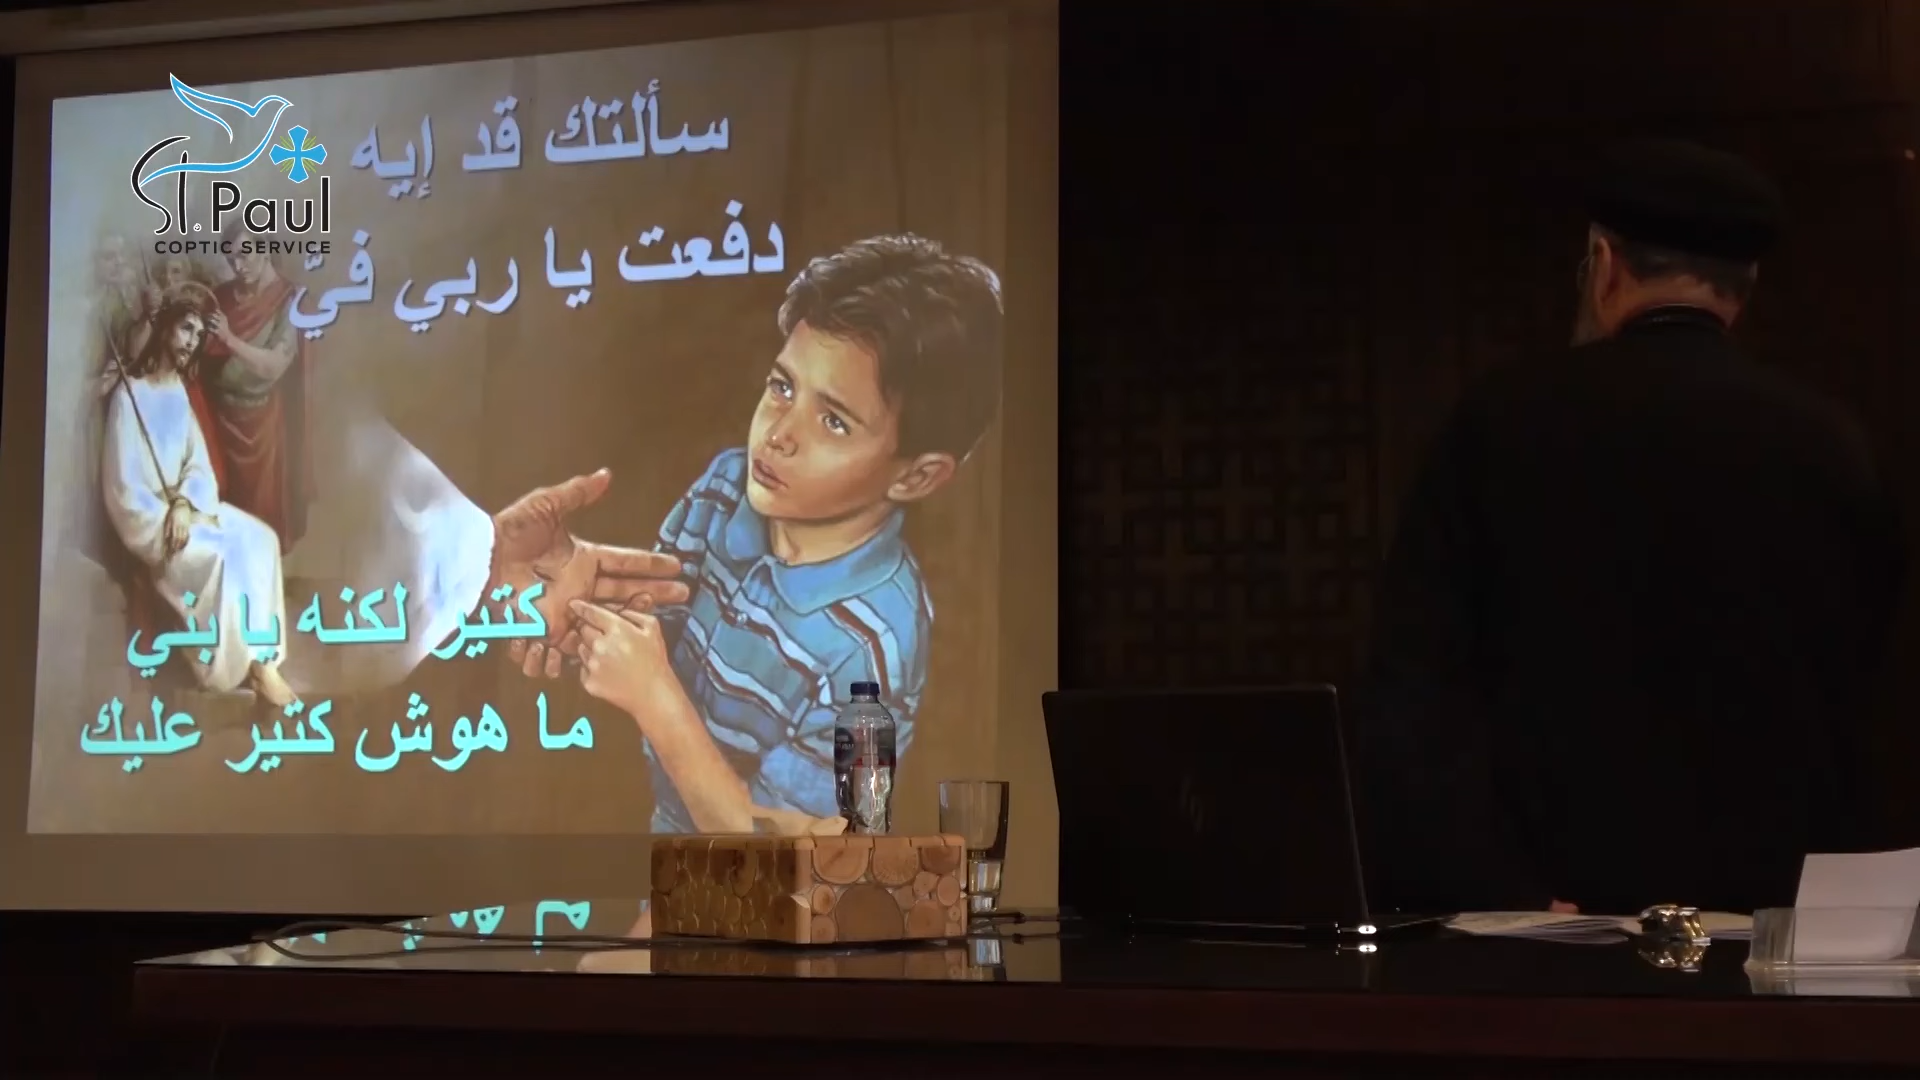 St. Paul
COPTIC SERVICE
سألتك قد إيه
دفعت يا ربي فيَّ
كتير لكنه يا بني
ما هوش كتير عليك